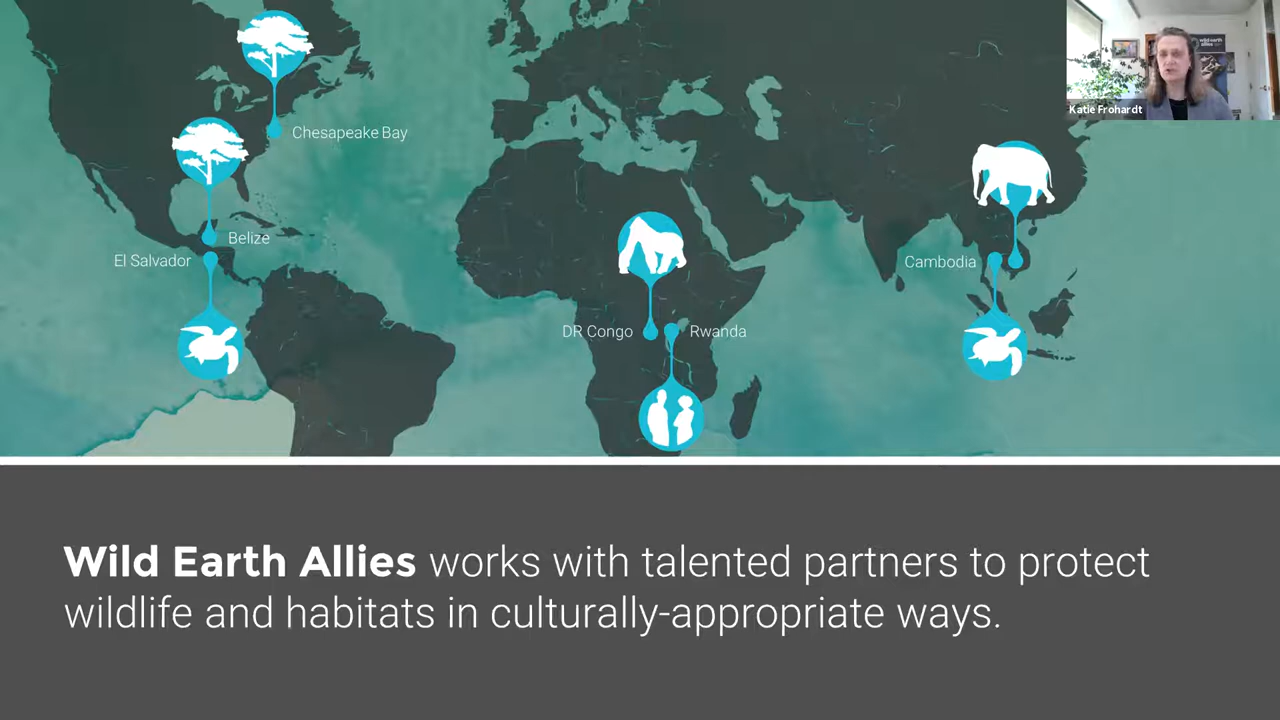 Katie Frohardt
Chesapeake Bay
Belize
El Salvador
Cambodia
DR Congo
Rwanda
Wild Earth Allies works with talented partners to protect
wildlife and habitats in culturally-appropriate ways.